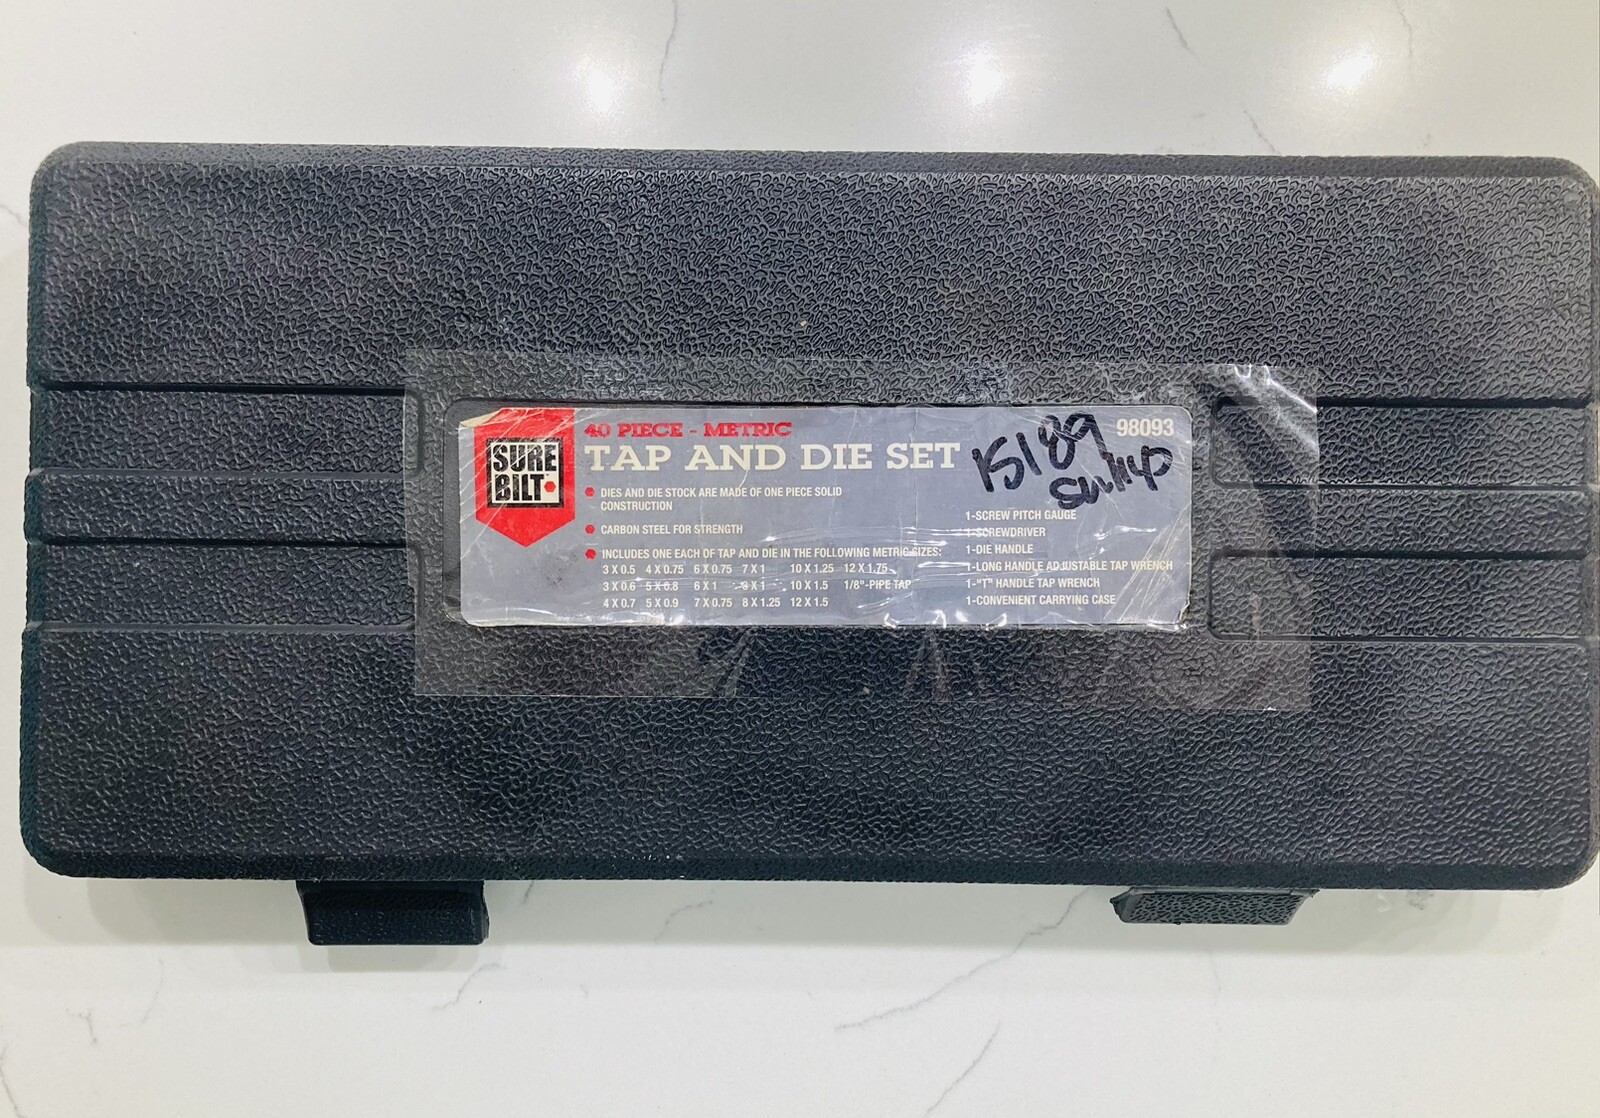 SURE
BILT
40 PIECE - METRIC
TAP AND DIE SET
98093
15189
DIES AND DIE STOCK ARE MADE OF ONE PIECE SOLID
CONSTRUCTION
CARBON STEEL FOR STRENGTH
INCLUDES ONE EACH OF TAP AND DIE IN THE FOLLOWING METRIC SIZES:
3 X 0.5 4 X 0.75 6 X 0.75 7 X 1 10 X 1.25 12 X 1.75
3 X 0.6 5 X 0.8 6 X 1 8 X 1 10 X 1.5 1/8"-PIPE TAP
4 X 0.7 5 X 0.9 7 X 0.75 8 X 1.25 12 X 1.5
1-SCREW PITCH GAUGE
1-SCREWDRIVER
1-DIE HANDLE
1-LONG HANDLE ADJUSTABLE TAP WRENCH
1-"T" HANDLE TAP WRENCH
1-CONVENIENT CARRYING CASE